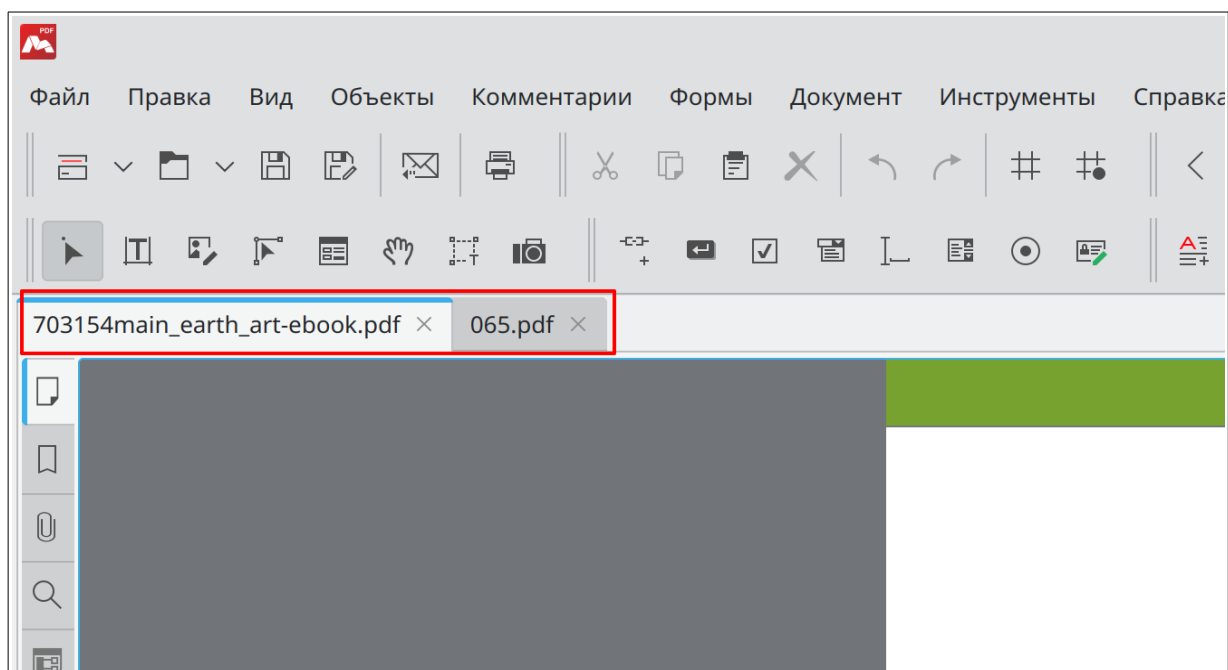 PDF
Файл Правка Вид Объекты Комментарии Формы Документ Инструменты Справка
703154main_earth_art-ebook.pdf 065.pdf